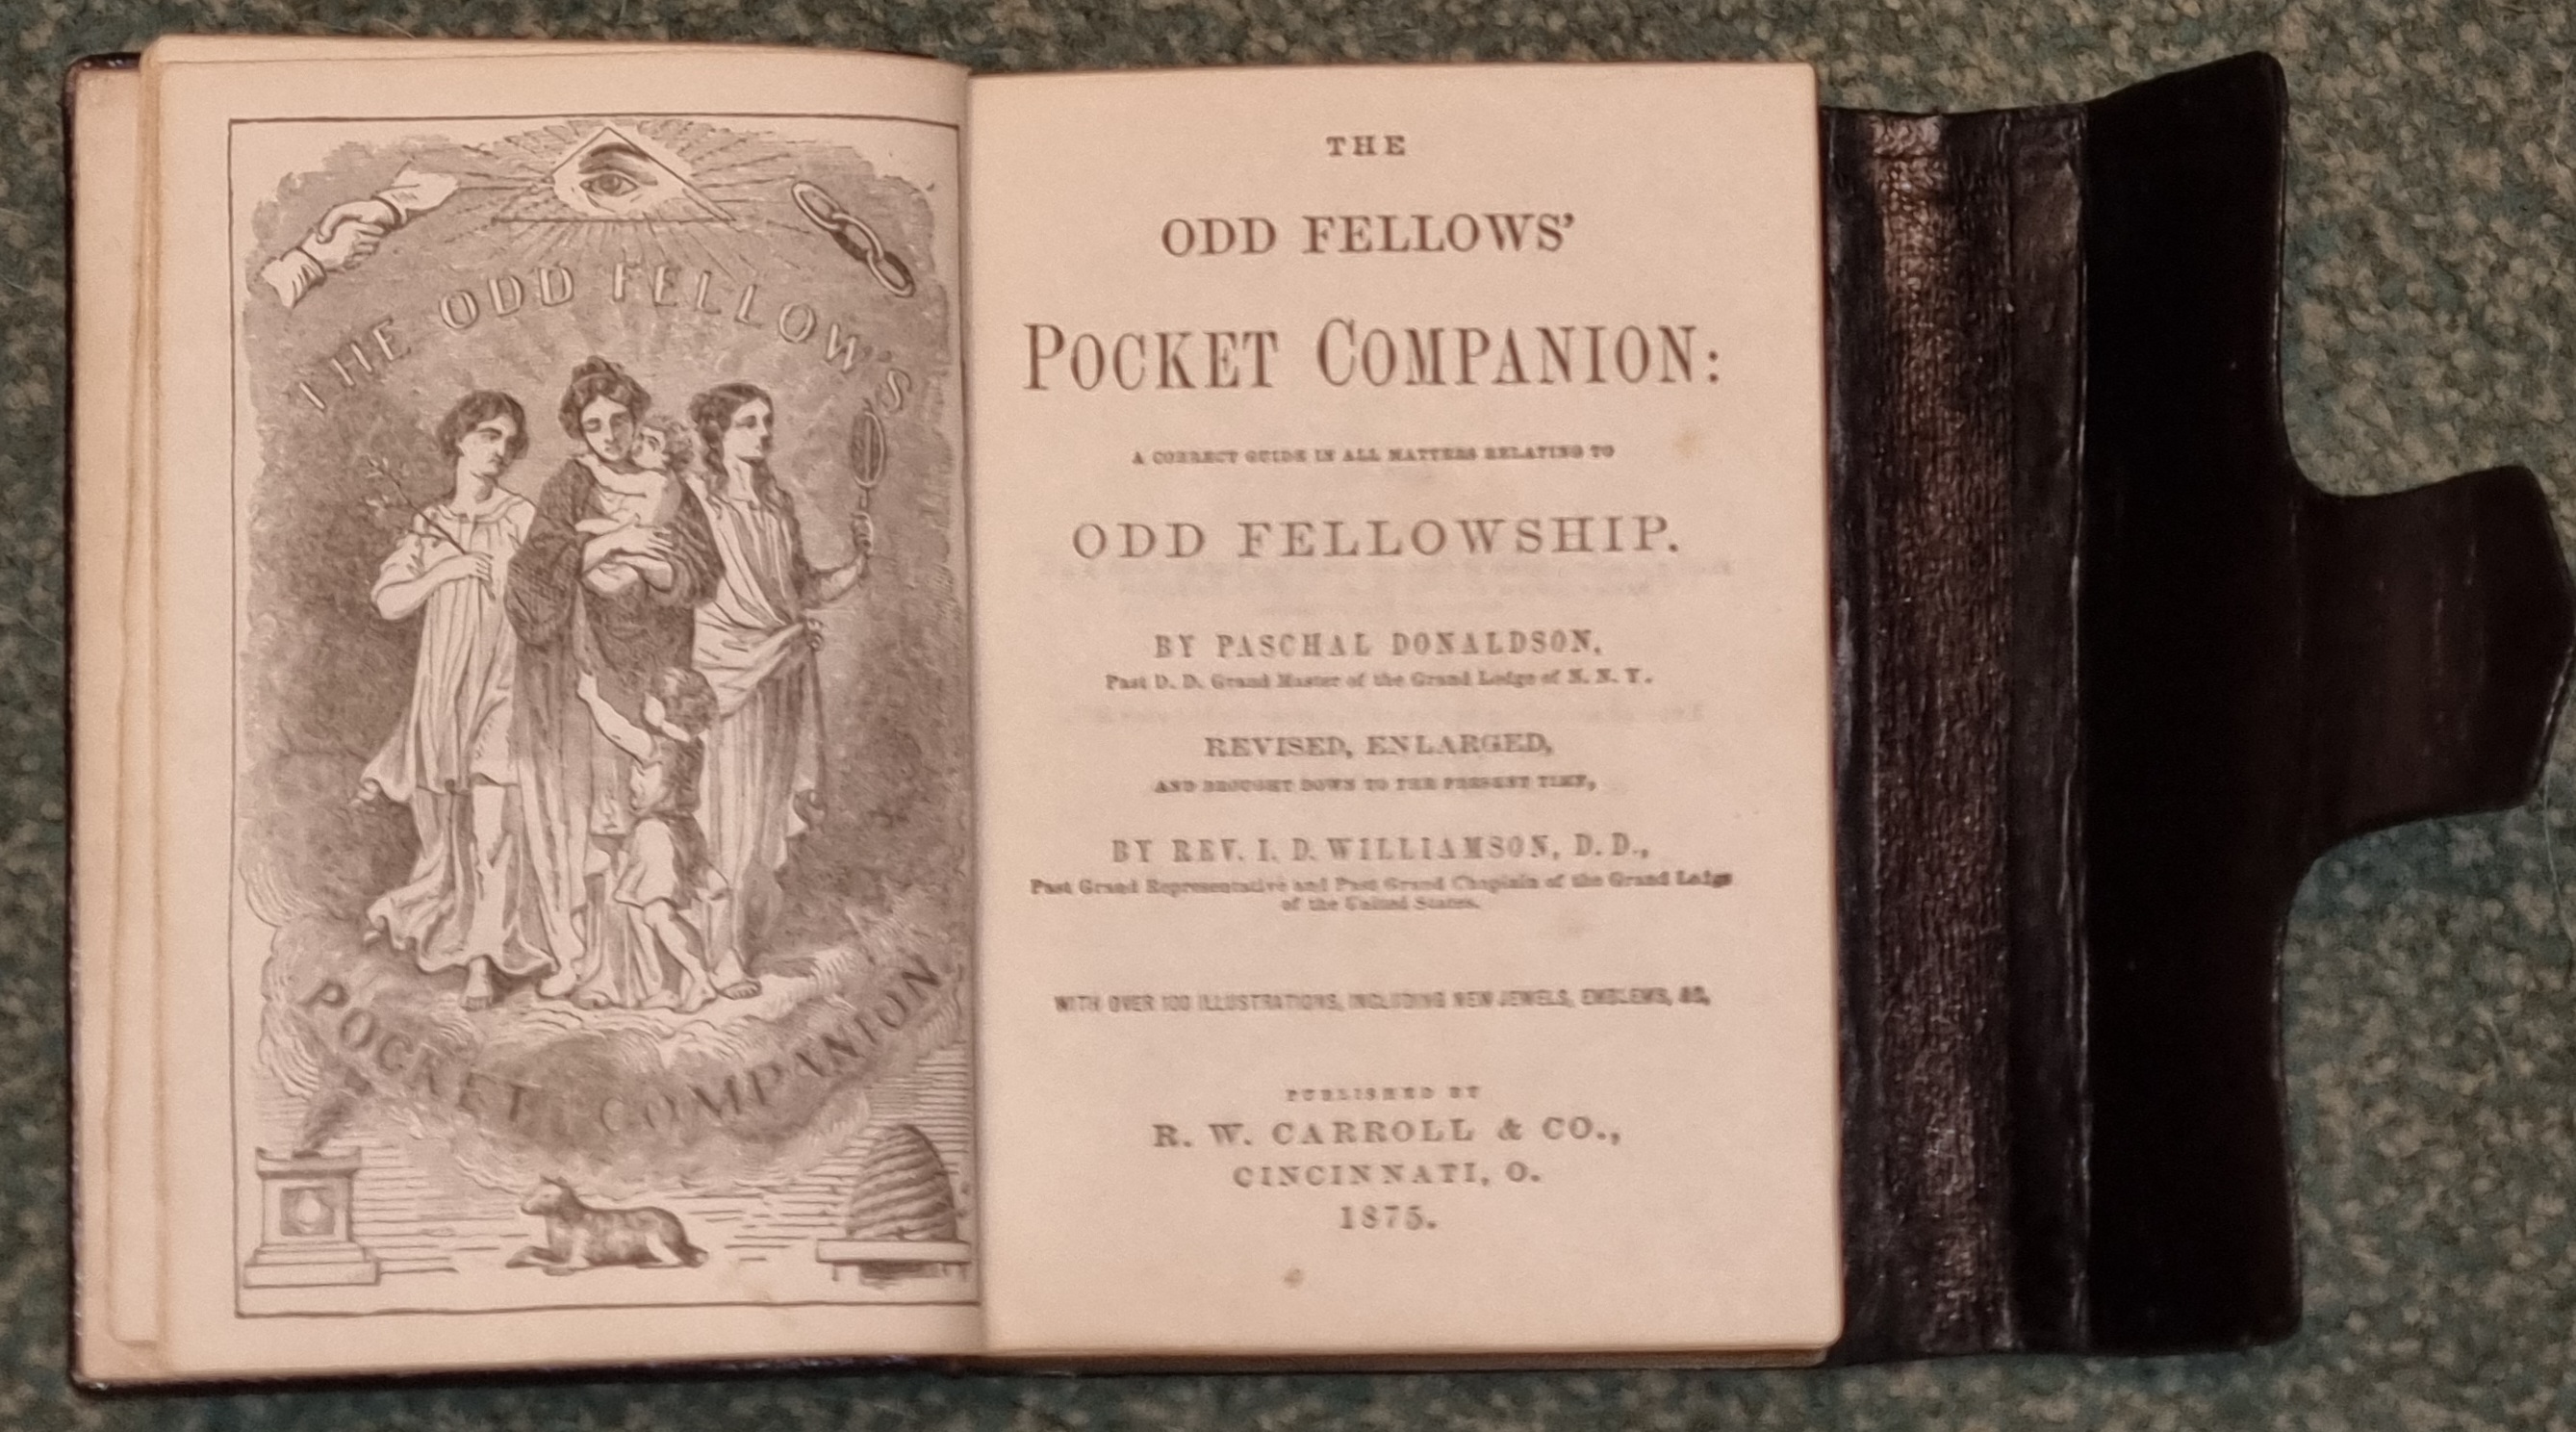 THE ODD FELLOW'S
POCKET COMPANION
THE
ODD FELLOWS'
POCKET COMPANION:
A CORRECT GUIDE IN ALL MATTERS RELATING TO
ODD FELLOWSHIP.
BY PASCHAL DONALDSON,
Past D. D. Grand Master of the Grand Lodge of N. N. Y.
REVISED, ENLARGED,
AND BROUGHT DOWN TO THE PRESENT TIME,
BY REV. I. D. WILLIAMSON, D. D.,
Past Grand Representative and Past Grand Chaplain of the Grand Lodge
of the United States.
WITH OVER 100 ILLUSTRATIONS, INCLUDING NEW JEWELS, EMBLEMS, &C,
PUBLISHED BY
R. W. CARROLL & CO.,
CINCINNATI, O.
1875.